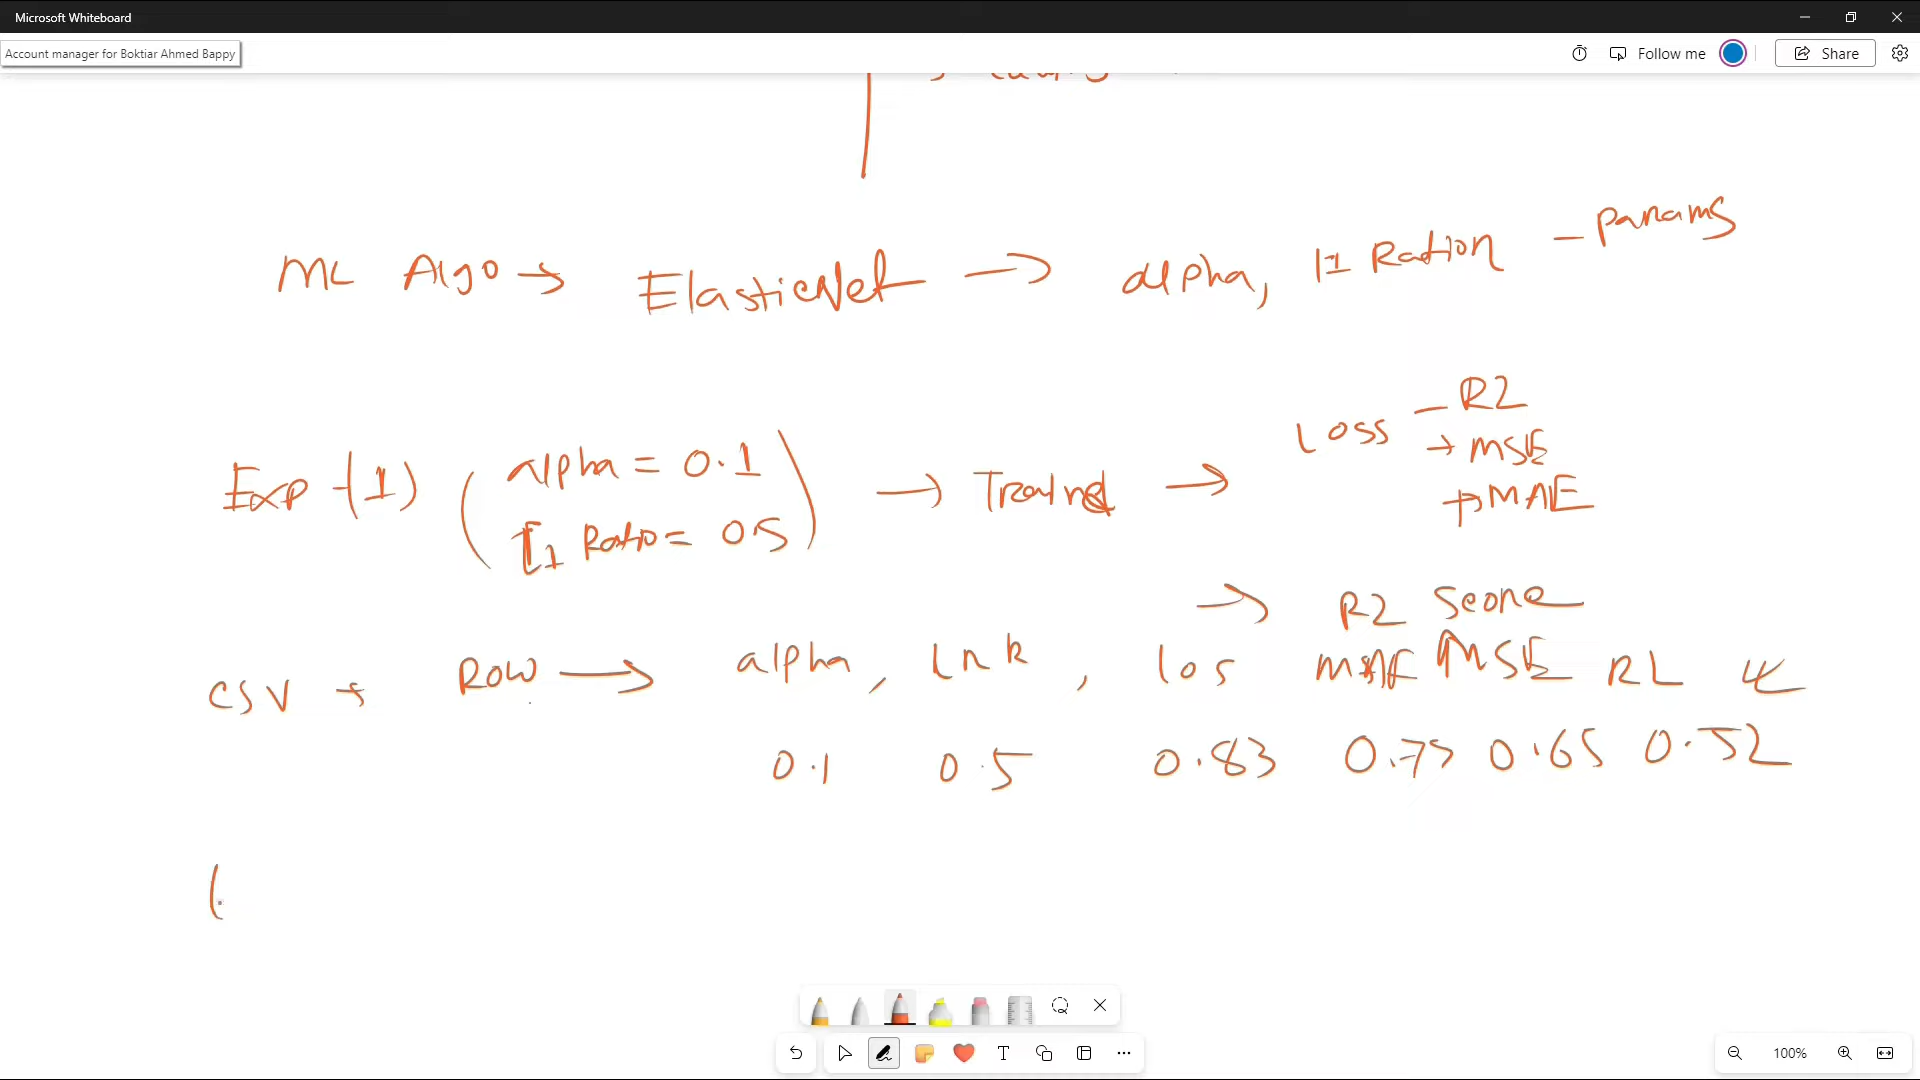 Microsoft Whiteboard
Account manager for Boktiar Ahmed Bappy
Follow me
Share
ML Algo → ElasticNet → alpha, l1 Ration – params
Loss – R2
→ MSE
→ MAE
Exp -(1) ( alpha = 0.1
L1 Ratio = 0.5 ) → Trained →
→ R2 Score
CSV → ROW → alpha, , los MAE MSE R2
0.1 0.5 0.83 0.75 0.65 0.52
(
100%